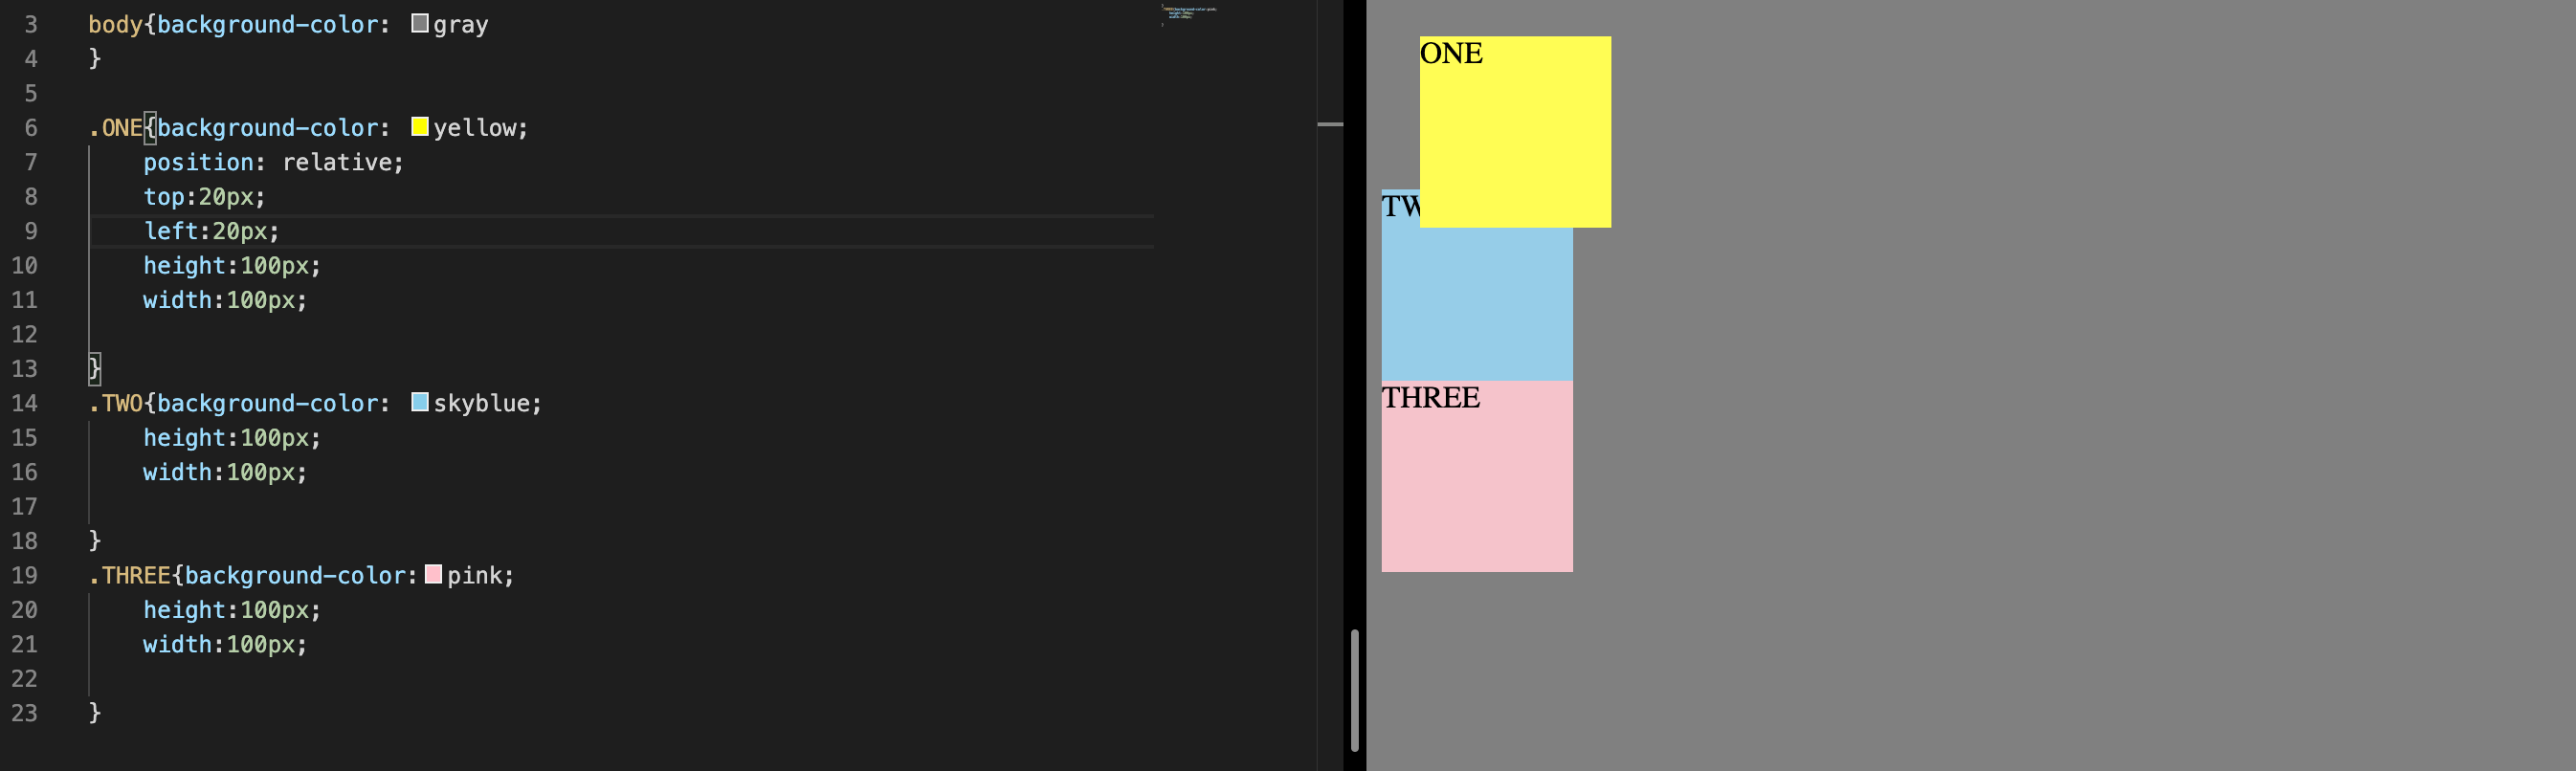 3 body{background-color: gray
4 }
5
6 .ONE{background-color: yellow;
7 position: relative;
8 top:20px;
9 left:20px;
10 height:100px;
11 width:100px;
12
13 }
14 .TWO{background-color: skyblue;
15 height:100px;
16 width:100px;
17
18 }
19 .THREE{background-color: pink;
20 height:100px;
21 width:100px;
22
23 }
ONE
TW
THREE